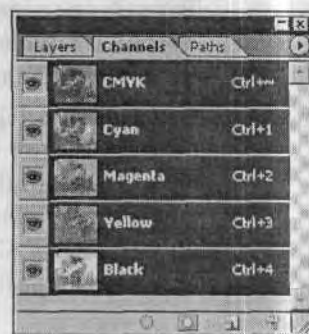 Layers Channels Paths
CMYK Ctrl+~
Cyan Ctrl+1
Magenta Ctrl+2
Yellow Ctrl+3
Black Ctrl+4